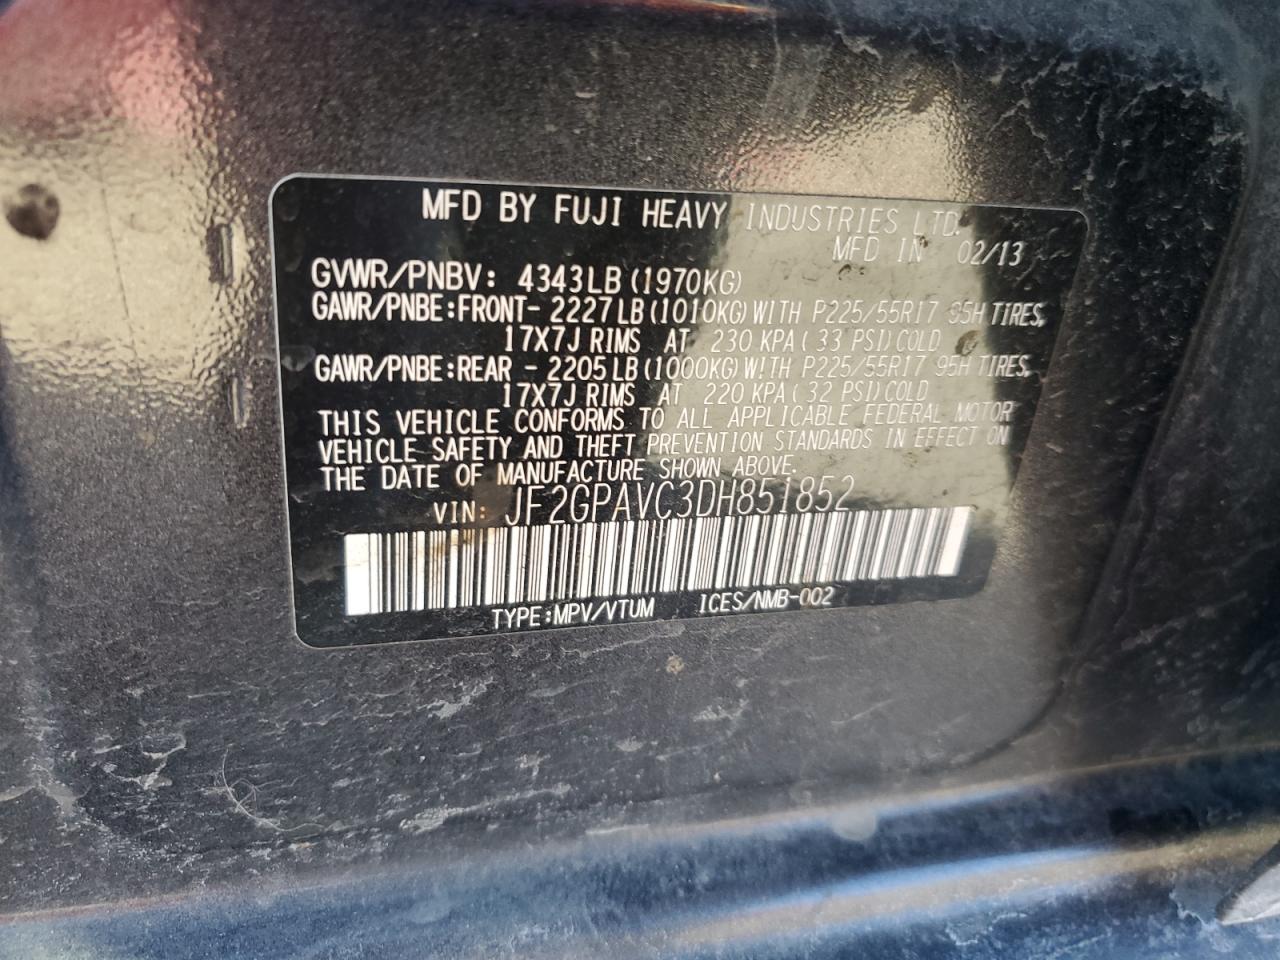 MFD BY FUJI HEAVY INDUSTRIES LTD.
MFD IN 02/13
GVWR/PNBV: 4343LB (1970KG)
GAWR/PNBE:FRONT- 2227LB (1010KG) WITH P225/55R17 95H TIRES,
17X7J RIMS AT 230 KPA ( 33 PSI) COLD
GAWR/PNBE:REAR - 2205LB (1000KG) WITH P225/55R17 95H TIRES,
17X7J RIMS AT 220 KPA ( 32 PSI) COLD
THIS VEHICLE CONFORMS TO ALL APPLICABLE FEDERAL MOTOR
VEHICLE SAFETY AND THEFT PREVENTION STANDARDS IN EFFECT ON
THE DATE OF MANUFACTURE SHOWN ABOVE.
VIN: JF2GPAVC3DH851852
TYPE:MPV/VTUM ICES/NMB-002